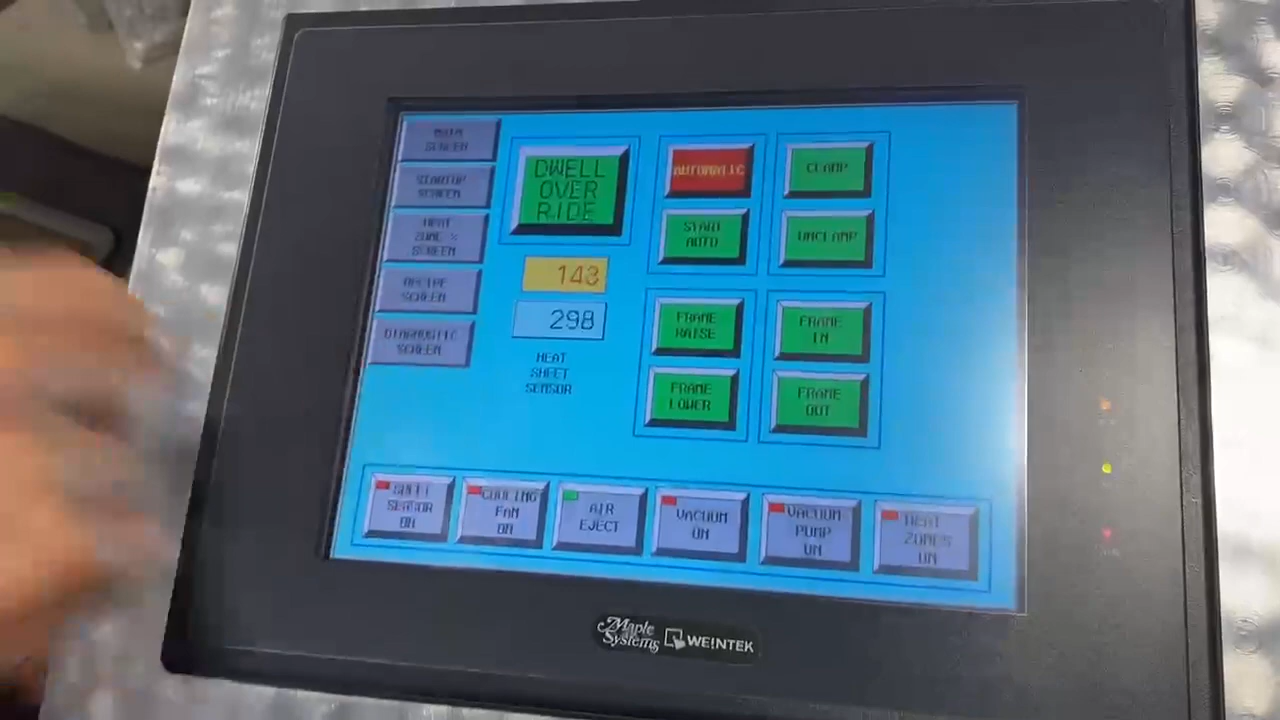 MAIN
SCREEN
STARTUP
SCREEN
HEAT
ZONE %
SCREEN
RECIPE
SCREEN
DIAGNOSTIC
SCREEN
DWELL
OVER
RIDE
143
298
HEAT
SHEET
SENSOR
AUTOMATIC
START
AUTO
CLAMP
UNCLAMP
FRAME
RAISE
FRAME
LOWER
FRAME
IN
FRAME
OUT
SENSOR
ON
COOLING
FAN
ON
AIR
EJECT
VACUUM
ON
VACUUM
PUMP
ON
HEAT
ZONES
ON
Maple
Systems
WEINTEK